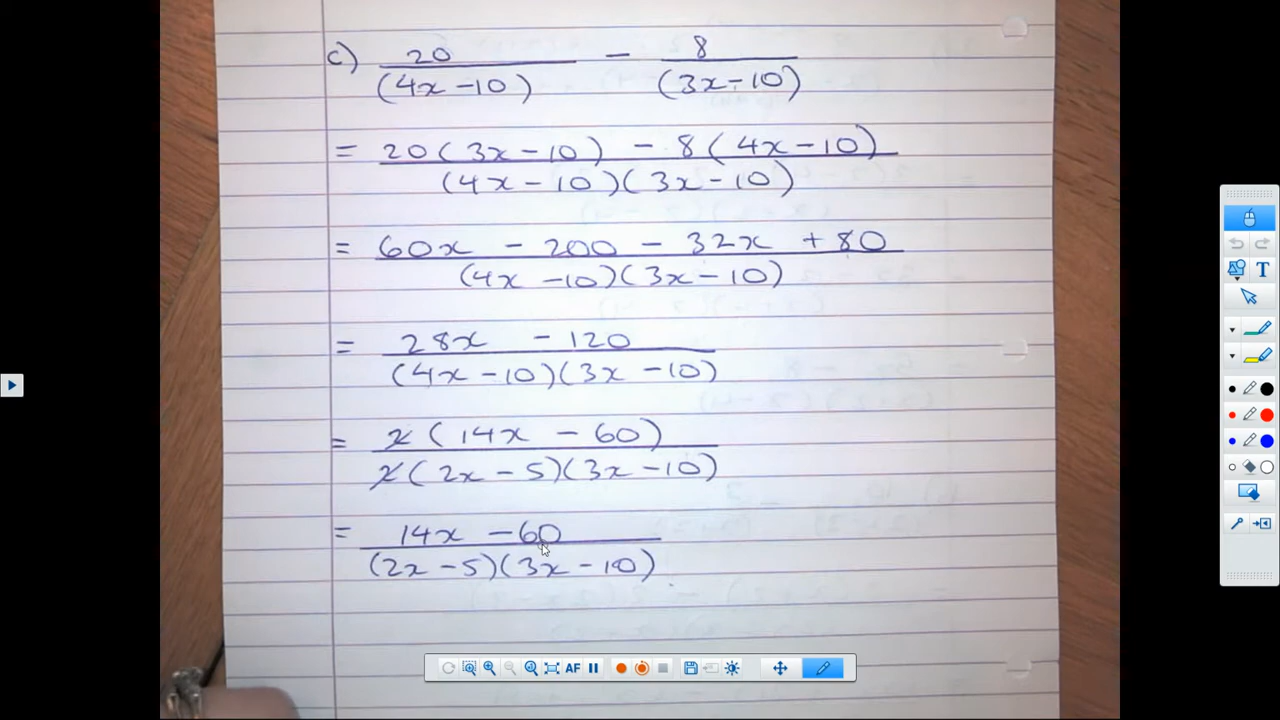 c) 20/(4x-10) - 8/(3x-10)
= 20(3x-10) - 8(4x-10)/(4x-10)(3x-10)
= 60x - 200 - 32x + 80/(4x-10)(3x-10)
= 28x - 120/(4x-10)(3x-10)
= 2(14x - 60)/2(2x-5)(3x-10)
= 14x - 60/(2x-5)(3x-10)
AF
T